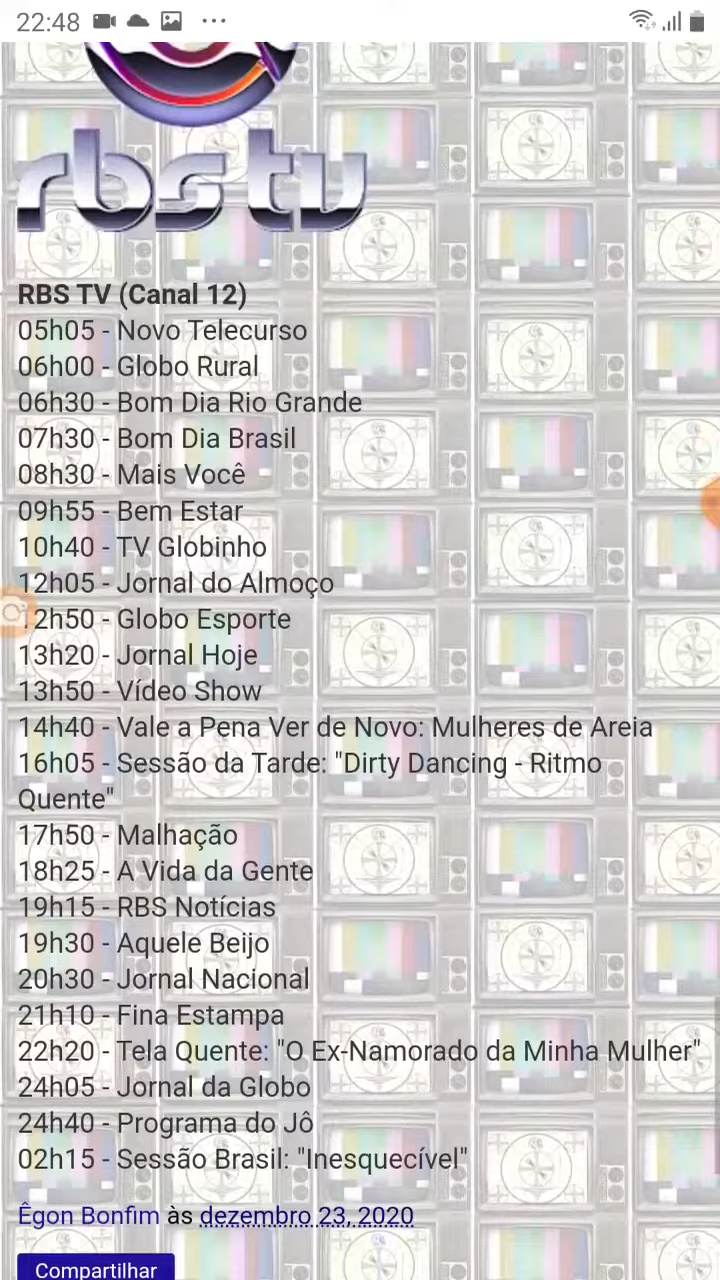 22:48
rbs tv
RBS TV (Canal 12)
05h05 - Novo Telecurso
06h00 - Globo Rural
06h30 - Bom Dia Rio Grande
07h30 - Bom Dia Brasil
08h30 - Mais Você
09h55 - Bem Estar
10h40 - TV Globinho
12h05 - Jornal do Almoço
12h50 - Globo Esporte
13h20 - Jornal Hoje
13h50 - Vídeo Show
14h40 - Vale a Pena Ver de Novo: Mulheres de Areia
16h05 - Sessão da Tarde: "Dirty Dancing - Ritmo
Quente"
17h50 - Malhação
18h25 - A Vida da Gente
19h15 - RBS Notícias
19h30 - Aquele Beijo
20h30 - Jornal Nacional
21h10 - Fina Estampa
22h20 - Tela Quente: "O Ex-Namorado da Minha Mulher"
24h05 - Jornal da Globo
24h40 - Programa do Jô
02h15 - Sessão Brasil: "Inesquecível"
Êgon Bonfim às dezembro 23, 2020
Compartilhar